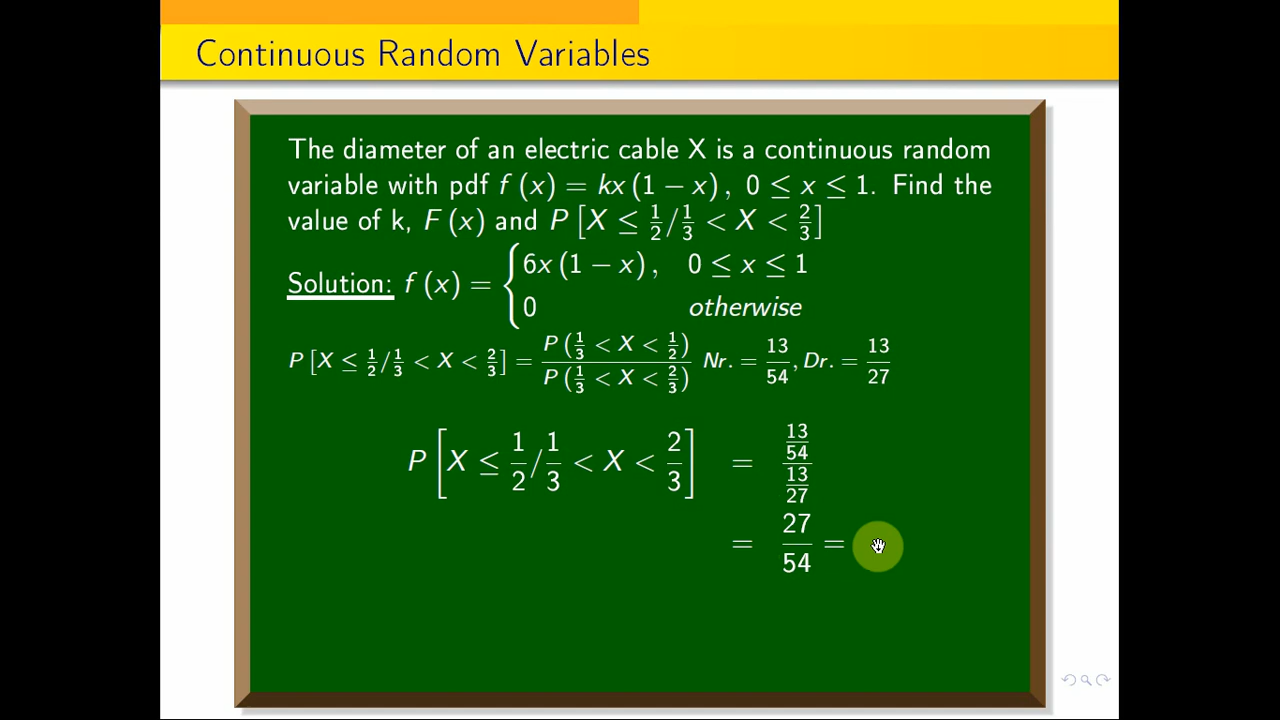 Continuous Random Variables
The diameter of an electric cable X is a continuous random
variable with pdf f (x) = kx (1 − x) , 0 ≤ x ≤ 1. Find the
value of k, F (x) and P [X ≤ 1/2 / 1/3 < X < 2/3]
Solution: f (x) = { 6x (1 − x) , 0 ≤ x ≤ 1
0 otherwise
P [X ≤ 1/2 / 1/3 < X < 2/3] = P (1/3 < X < 1/2) / P (1/3 < X < 2/3) Nr. = 13/54, Dr. = 13/27
P [X ≤ 1/2 / 1/3 < X < 2/3] = 13/54 / 13/27
= 27/54 =